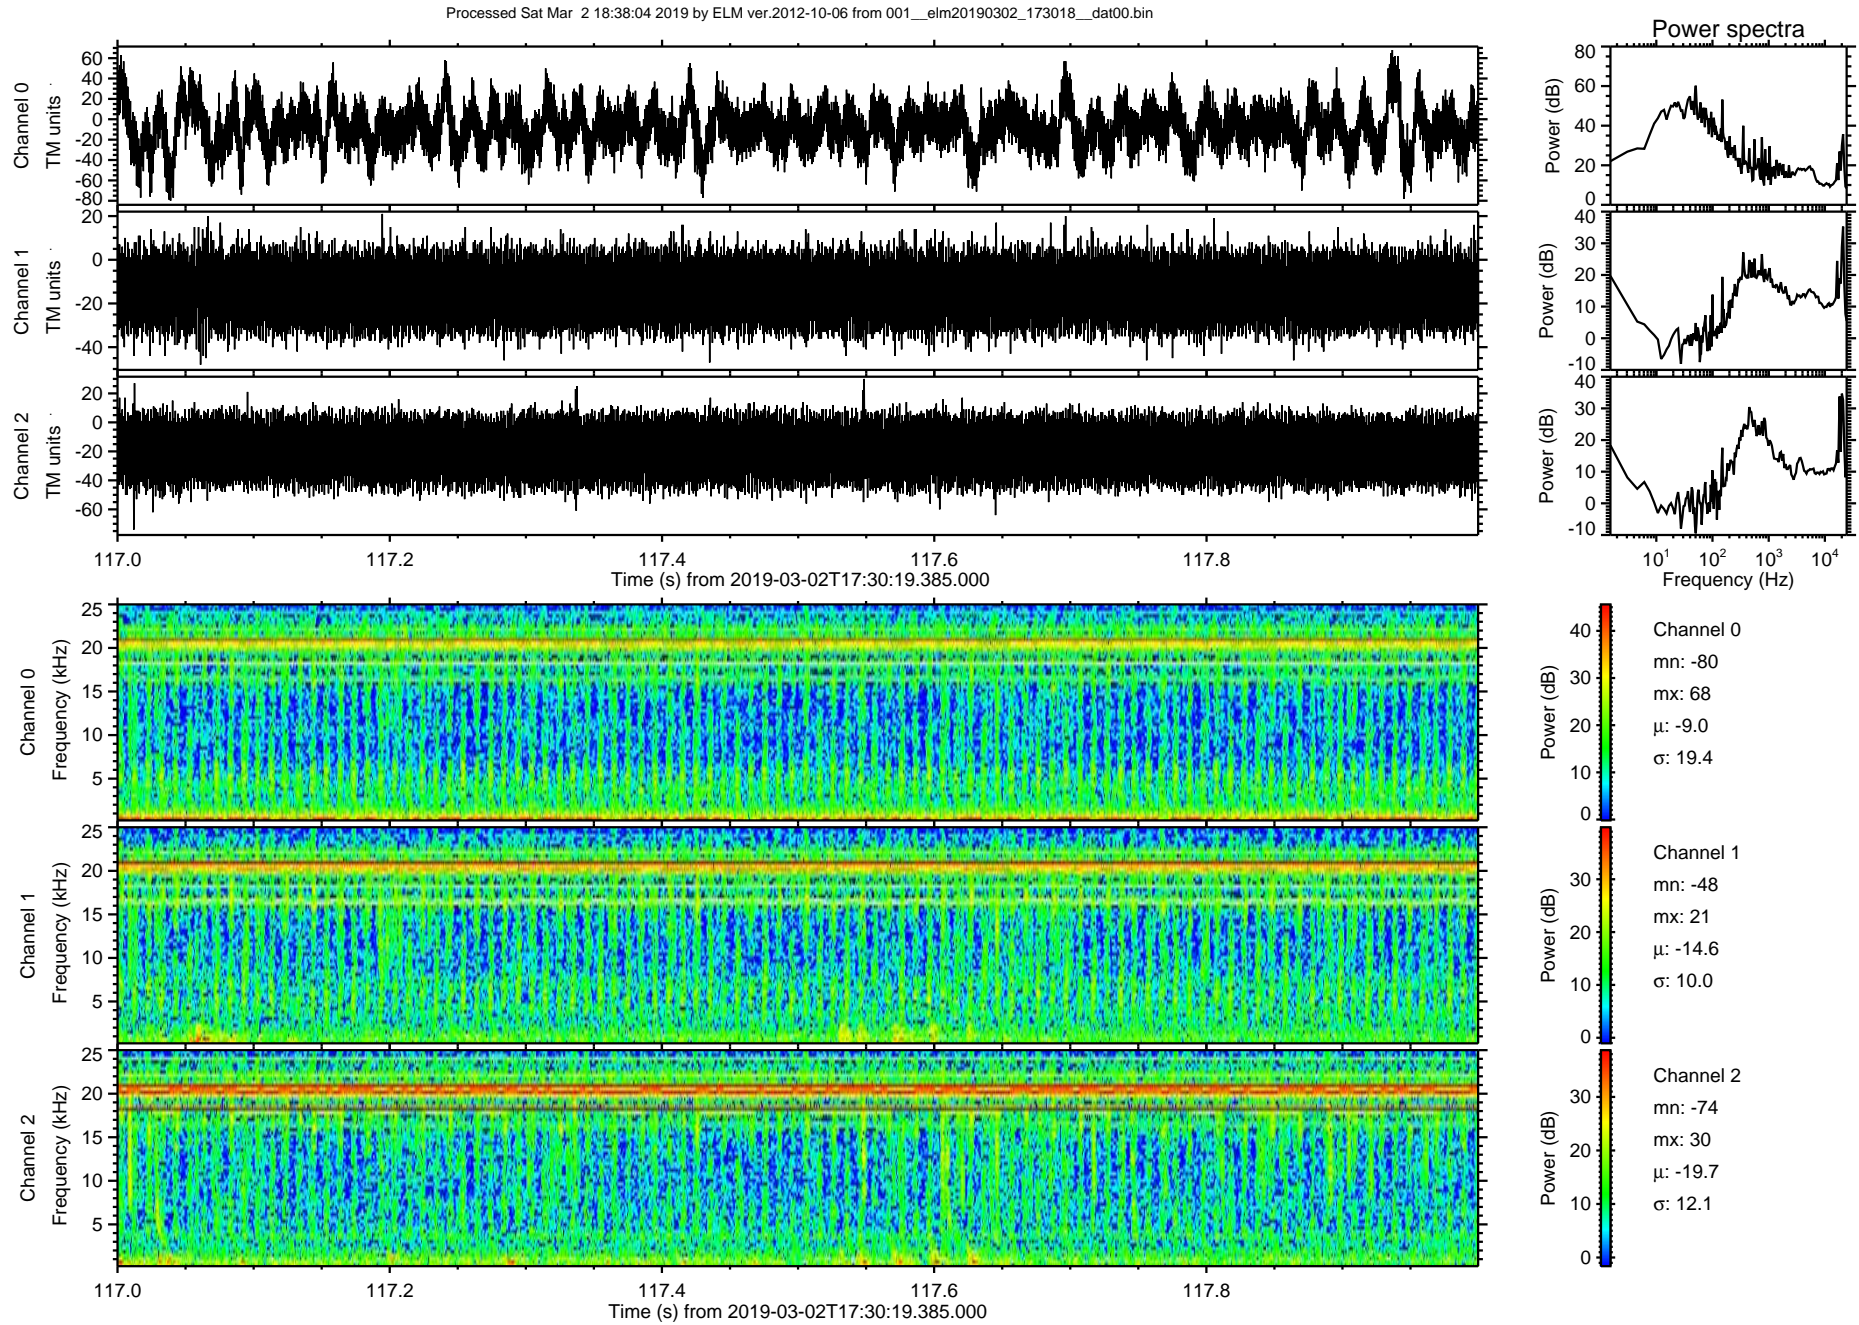 Processed Sat Mar  2 18:38:04 2019 by ELM ver.2012-10-06 from 001__elm20190302_173018__dat00.bin
Power spectra
Channel 0
TM units
60
40
20
0
-20
-40
-60
-80
Power (dB)
80
60
40
20
0
Channel 1
TM units
20
0
-20
-40
Power (dB)
40
30
20
10
0
-10
Channel 2
TM units
20
0
-20
-40
-60
Power (dB)
40
30
20
10
0
-10
117.0 117.2 117.4 117.6 117.8
Time (s) from 2019-03-02T17:30:19.385.000
10^1 10^2 10^3 10^4
Frequency (Hz)
Channel 0
Frequency (kHz)
25
20
15
10
5
Power (dB)
40
30
20
10
0
Channel 0
mn: -80
mx: 68
μ: -9.0
σ: 19.4
Channel 1
Frequency (kHz)
25
20
15
10
5
Power (dB)
30
20
10
0
Channel 1
mn: -48
mx: 21
μ: -14.6
σ: 10.0
Channel 2
Frequency (kHz)
25
20
15
10
5
Power (dB)
30
20
10
0
Channel 2
mn: -74
mx: 30
μ: -19.7
σ: 12.1
117.0 117.2 117.4 117.6 117.8
Time (s) from 2019-03-02T17:30:19.385.000